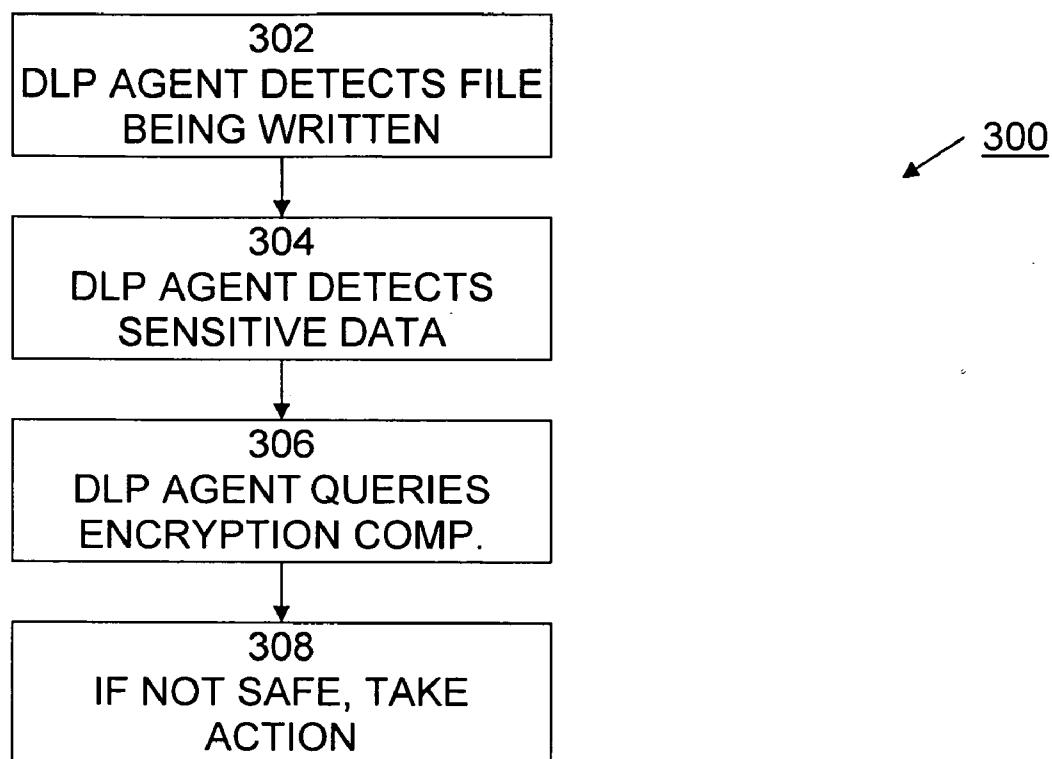 302
DLP AGENT DETECTS FILE
BEING WRITTEN
300
304
DLP AGENT DETECTS
SENSITIVE DATA
306
DLP AGENT QUERIES
ENCRYPTION COMP.
308
IF NOT SAFE, TAKE
ACTION